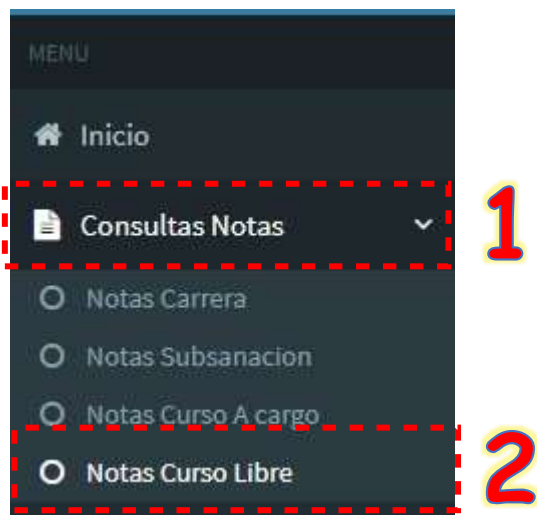 MENU
Inicio
Consultas Notas
1
Notas Carrera
Notas Subsanacion
Notas Curso A cargo
Notas Curso Libre
2